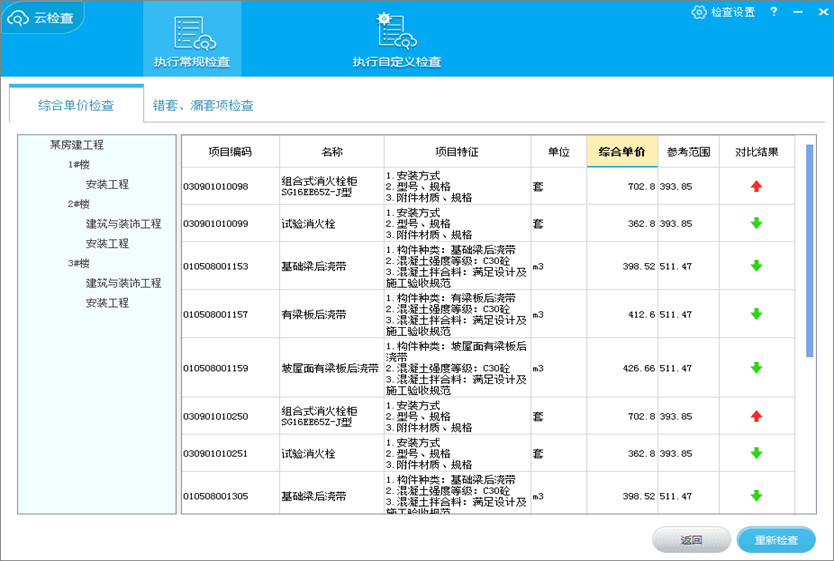 云检查
执行常规检查
执行自定义检查
检查设置 ?
综合单价检查
错套、漏套项检查
某房建工程
1#楼
安装工程
2#楼
建筑与装饰工程
安装工程
3#楼
建筑与装饰工程
安装工程
项目编码 名称 项目特征 单位 综合单价 参考范围 对比结果
030901010098
组合式消火栓柜
SG16EE65Z-J型
1.安装方式
2.型号、规格
3.附件材质、规格
套 702.8 393.85
030901010099
试验消火栓
1.安装方式
2.型号、规格
3.附件材质、规格
套 362.8 393.85
010508001153
基础梁后浇带
1.构件种类：基础梁后浇带
2.混凝土强度等级：C30砼
3.混凝土拌合料：满足设计及
施工验收规范
m3 398.52 511.47
010508001157
有梁板后浇带
1.构件种类：有梁板后浇带
2.混凝土强度等级：C30砼
3.混凝土拌合料：满足设计及
施工验收规范
m3 412.6 511.47
010508001159
坡屋面有梁板后浇带
1.构件种类：坡屋面有梁板后
浇带
2.混凝土强度等级：C30砼
3.混凝土拌合料：满足设计及
施工验收规范
m3 426.66 511.47
030901010250
组合式消火栓柜
SG16EE65Z-J型
1.安装方式
2.型号、规格
3.附件材质、规格
套 702.8 393.85
030901010251
试验消火栓
1.安装方式
2.型号、规格
3.附件材质、规格
套 362.8 393.85
010508001305
基础梁后浇带
1.构件种类：基础梁后浇带
2.混凝土强度等级：C30砼
3.混凝土拌合料：满足设计及
施工验收规范
m3 398.52 511.47
返回
重新检查